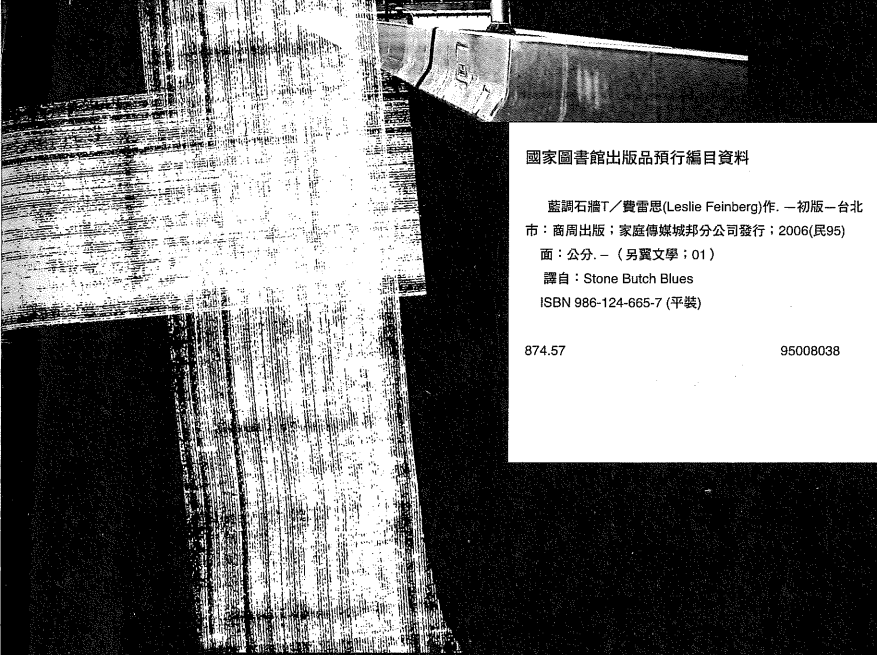 國家圖書館出版品預行編目資料
藍調石牆T／費雷思(Leslie Feinberg)作. —初版—台北
市：商周出版；家庭傳媒城邦分公司發行；2006(民95)
面：公分. –（另翼文學；01）
譯自：Stone Butch Blues
ISBN 986-124-665-7 (平裝)
874.57 95008038